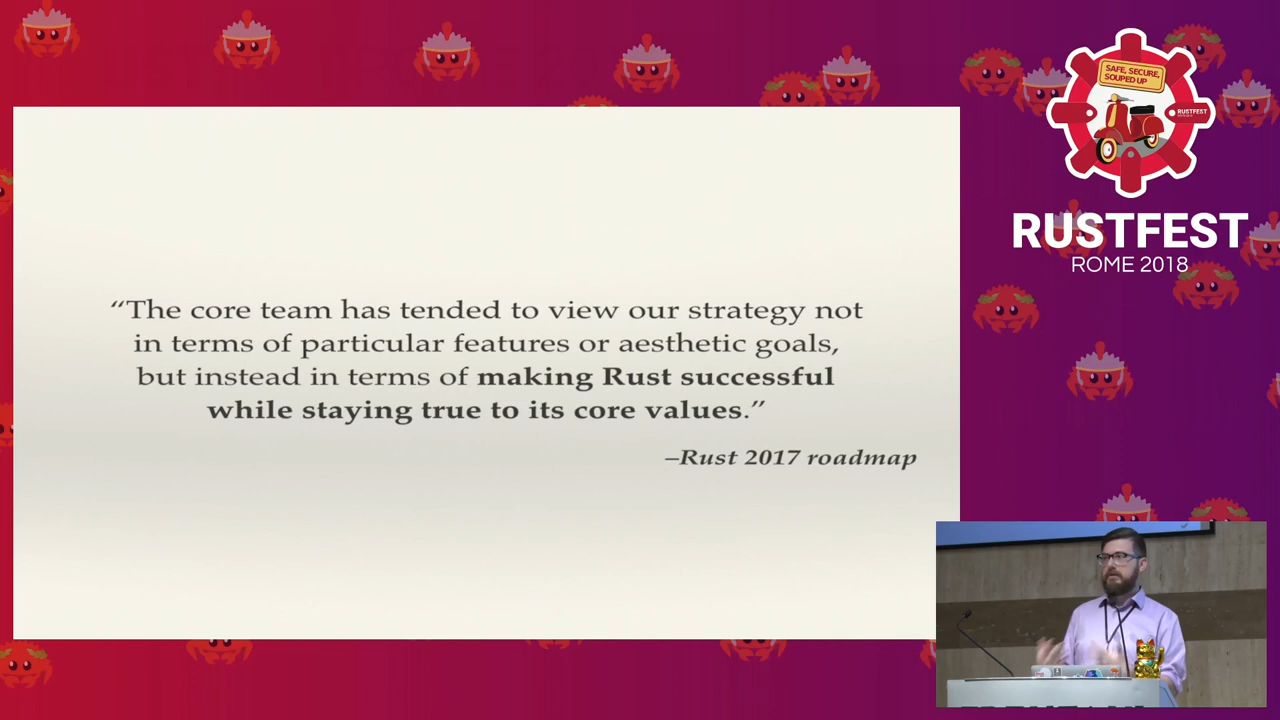 “The core team has tended to view our strategy not
in terms of particular features or aesthetic goals,
but instead in terms of making Rust successful
while staying true to its core values.”
–Rust 2017 roadmap
SAFE, SECURE,
SOUPED UP
RUSTFEST
RUSTFEST
ROME 2018